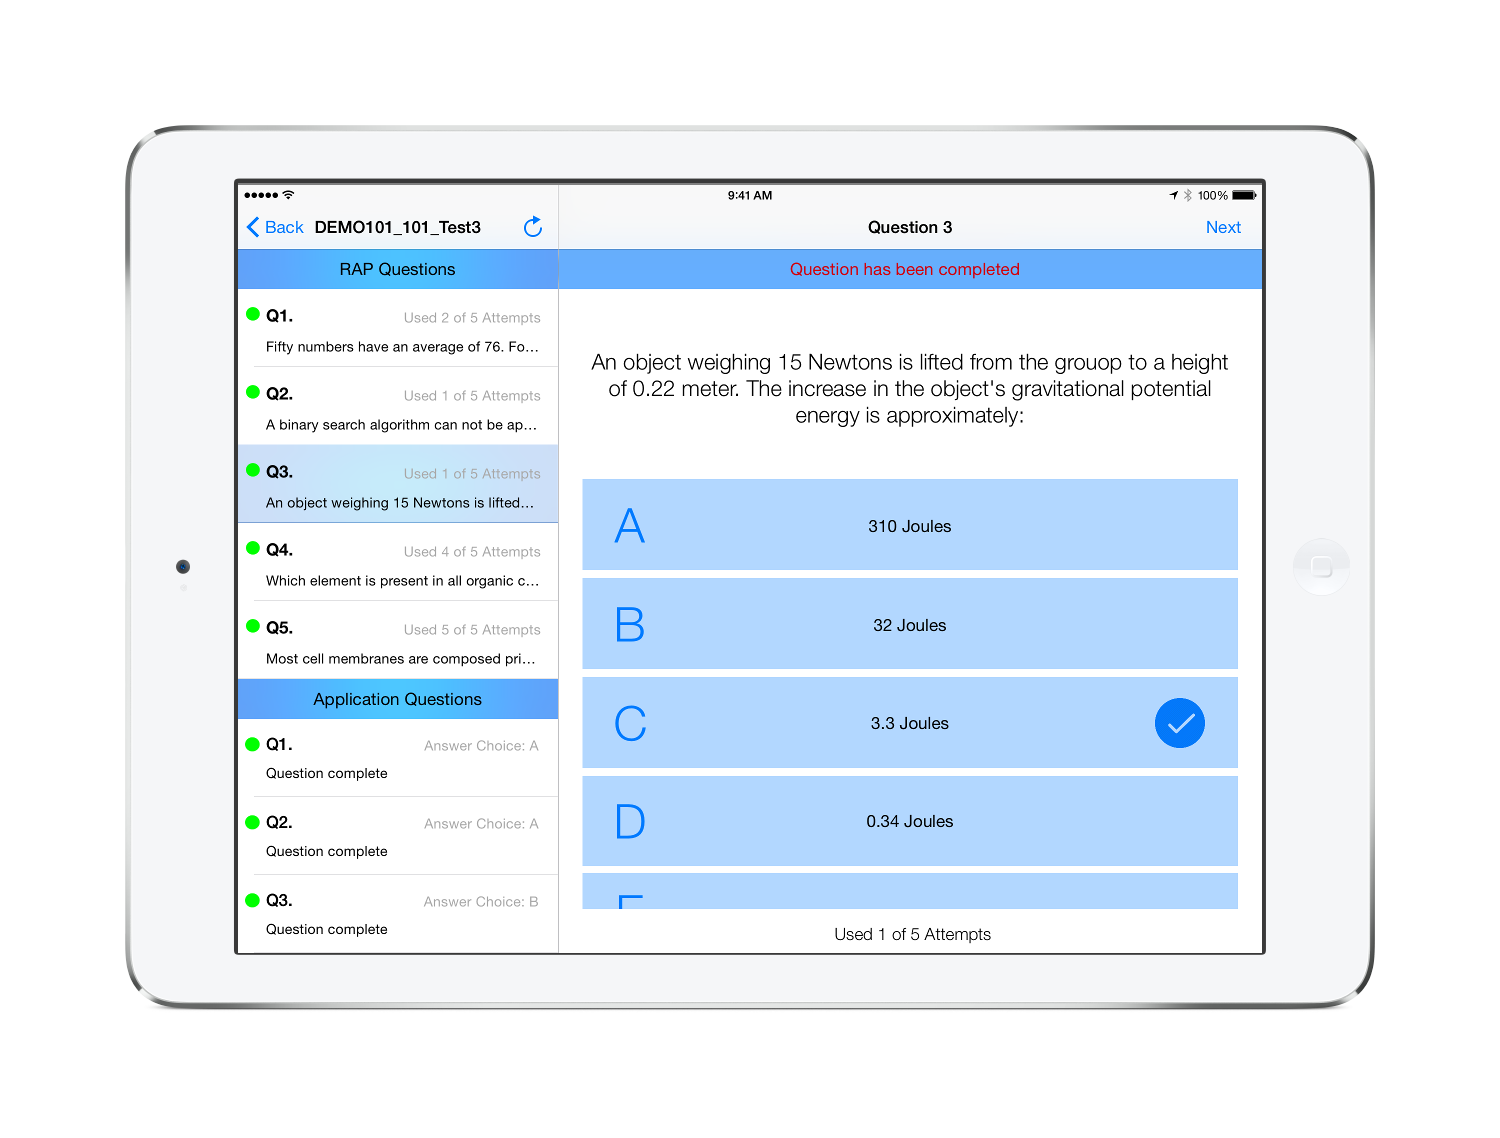 9:41 AM
100%
Back DEMO101_101_Test3
Question 3
Next
RAP Questions
Question has been completed
Q1.
Used 2 of 5 Attempts
Fifty numbers have an average of 76. Fo...
Q2.
Used 1 of 5 Attempts
A binary search algorithm can not be ap...
Q3.
Used 1 of 5 Attempts
An object weighing 15 Newtons is lifted...
Q4.
Used 4 of 5 Attempts
Which element is present in all organic c...
Q5.
Used 5 of 5 Attempts
Most cell membranes are composed pri...
Application Questions
Q1.
Answer Choice: A
Question complete
Q2.
Answer Choice: A
Question complete
Q3.
Answer Choice: B
Question complete
An object weighing 15 Newtons is lifted from the grouop to a height
of 0.22 meter. The increase in the object's gravitational potential
energy is approximately:
A
310 Joules
B
32 Joules
C
3.3 Joules
D
0.34 Joules
Used 1 of 5 Attempts